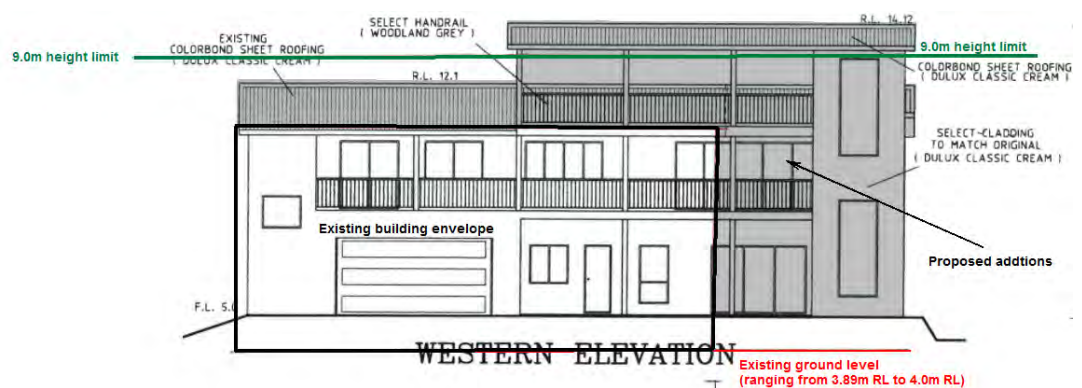 R.L. 14.12
SELECT HANDRAIL
( WOODLAND GREY )
EXISTING
COLORBOND SHEET ROOFING
( DULUX CLASSIC CREAM )
9.0m height limit
9.0m height limit
COLORBOND SHEET ROOFING
( DULUX CLASSIC CREAM )
R.L. 12.1
SELECT CLADDING
TO MATCH ORIGINAL
( DULUX CLASSIC CREAM )
Existing building envelope
Proposed addtions
F.L.
WESTERN ELEVATION
Existing ground level
(ranging from 3.89m RL to 4.0m RL)